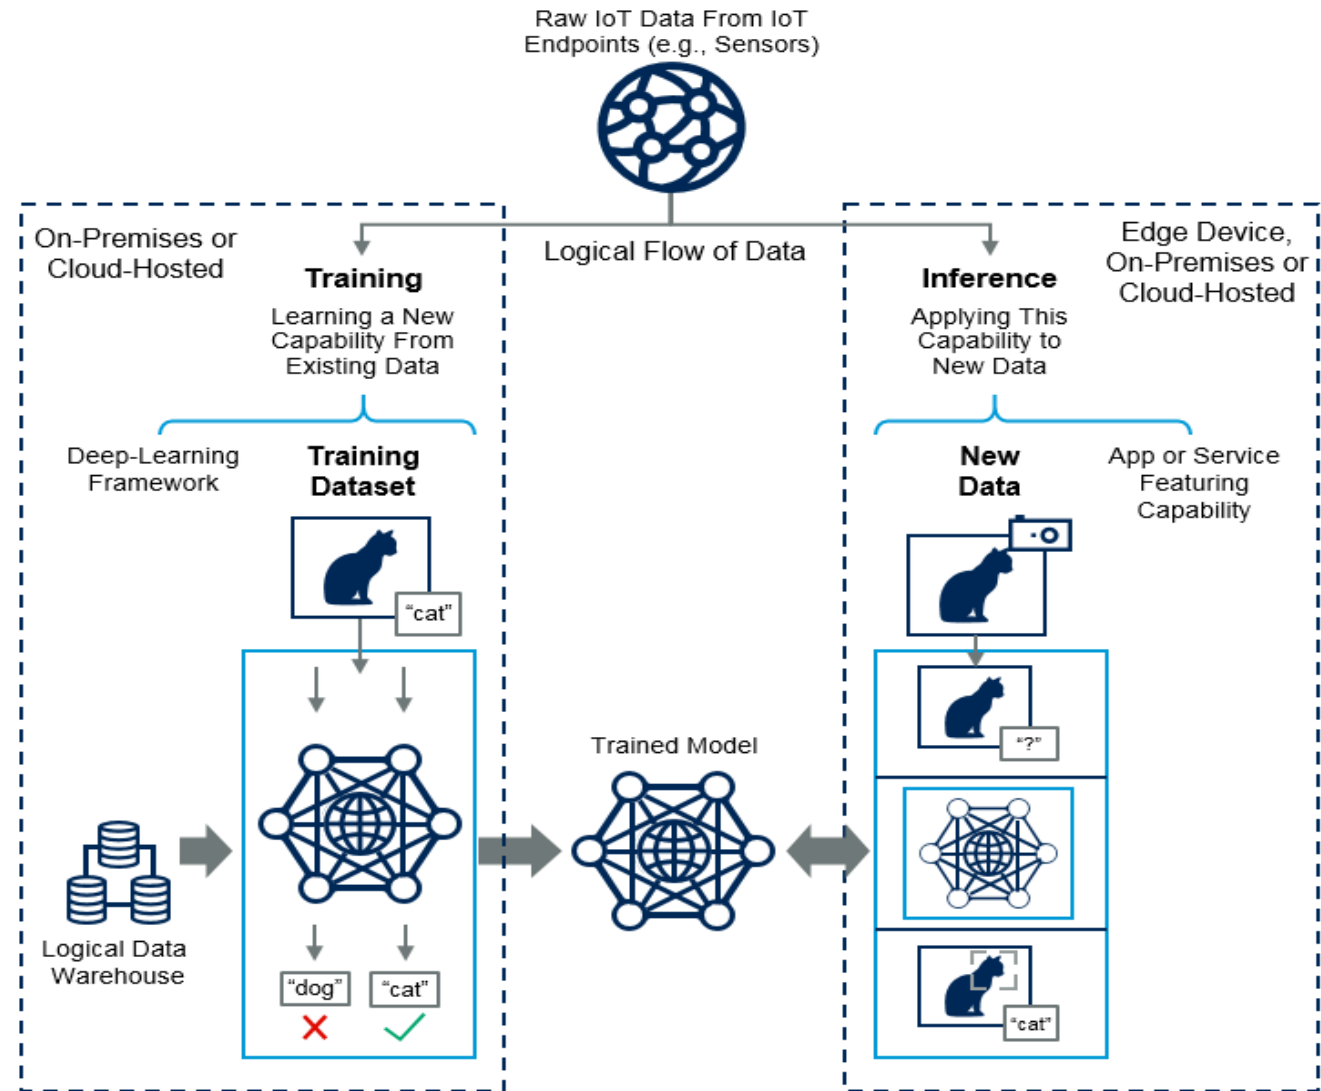 Raw IoT Data From IoT
Endpoints (e.g., Sensors)
On-Premises or
Cloud-Hosted
Logical Flow of Data
Edge Device,
On-Premises or
Cloud-Hosted
Training
Learning a New
Capability From
Existing Data
Inference
Applying This
Capability to
New Data
Deep-Learning
Framework
Training
Dataset
New
Data
App or Service
Featuring
Capability
“cat”
“?”
Trained Model
Logical Data
Warehouse
“dog”
“cat”
“cat”